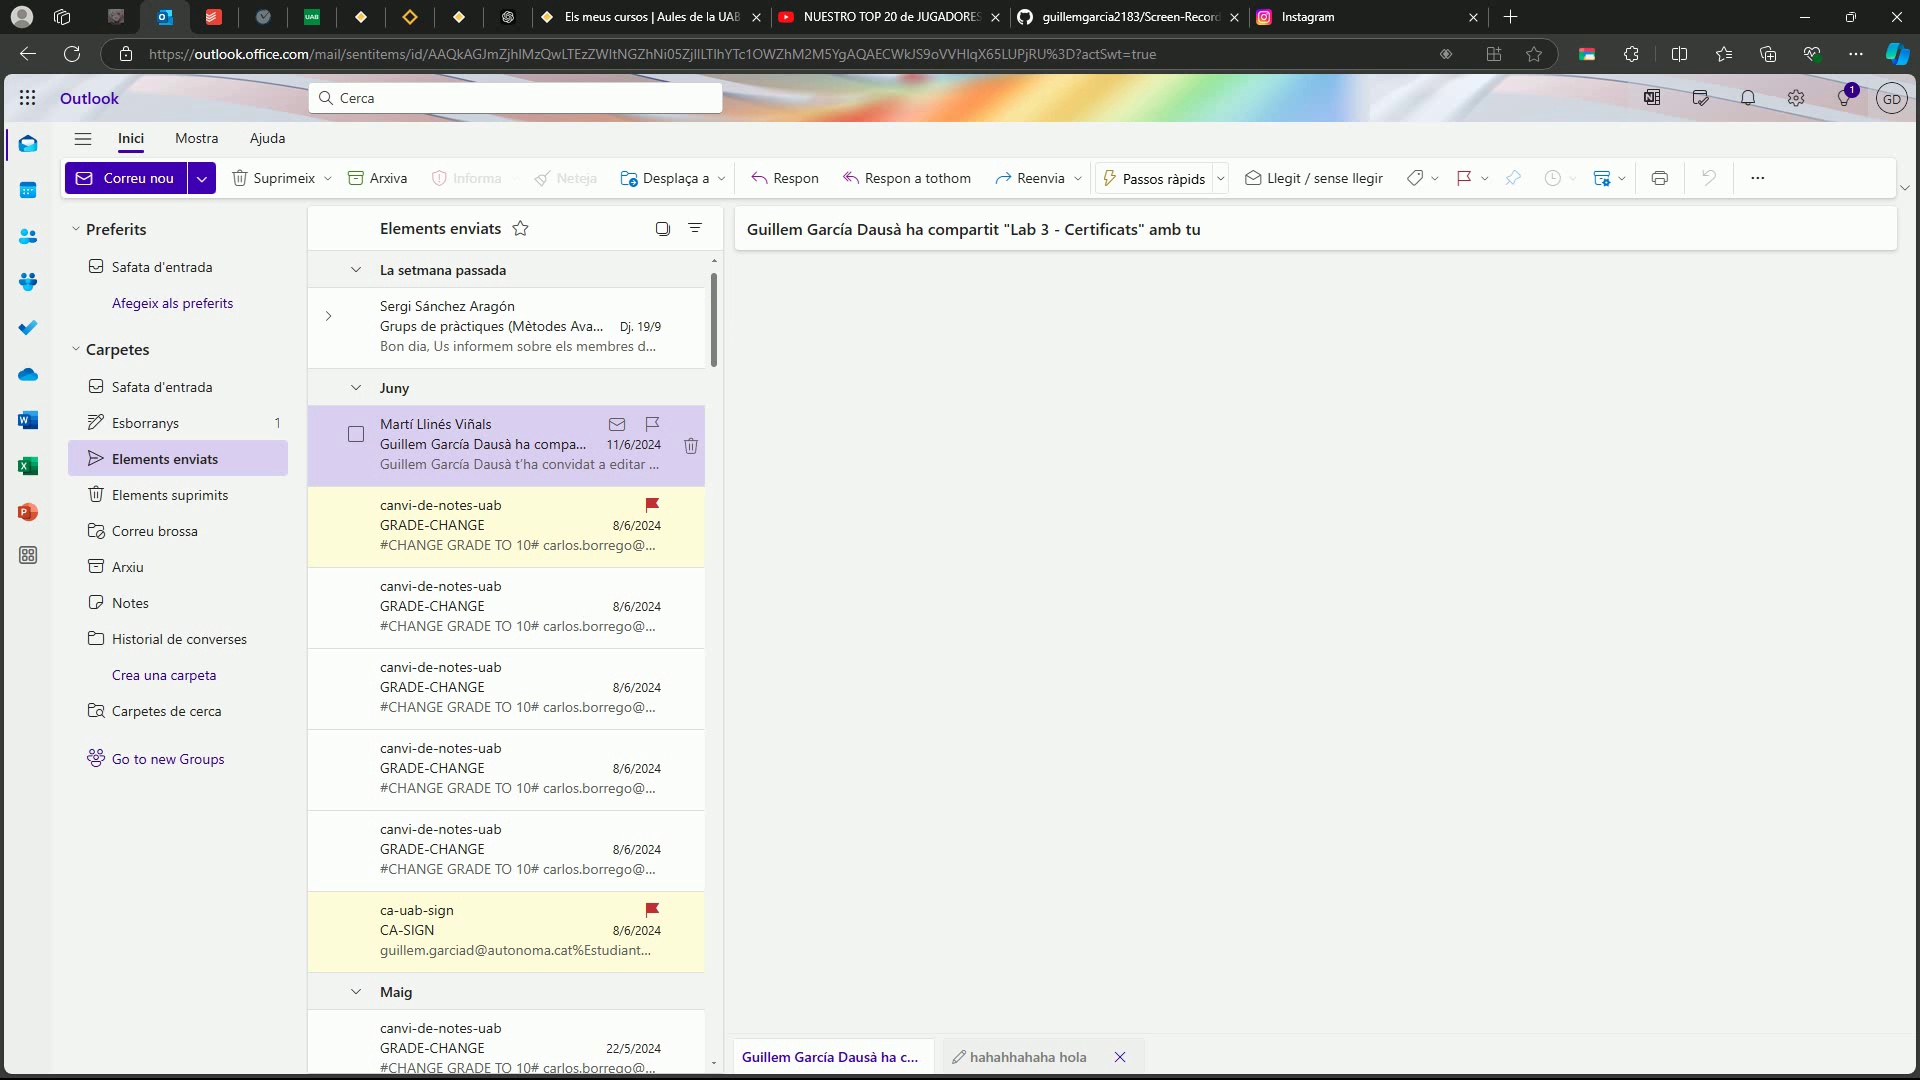 Els meus cursos | Aules de la UAB
NUESTRO TOP 20 de JUGADORES
guillemgarcia2183/Screen-Record
Instagram
Outlook
Cerca
1
GD
Inici
Mostra
Ajuda
Correu nou
Suprimeix
Arxiva
Informa
Neteja
Desplaça a
Respon
Respon a tothom
Reenvia
Passos ràpids
Llegit / sense llegir
Preferits
Safata d'entrada
Afegeix als preferits
Carpetes
Safata d'entrada
Esborranys 1
Elements enviats
Elements suprimits
Correu brossa
Arxiu
Notes
Historial de converses
Crea una carpeta
Carpetes de cerca
Go to new Groups
Elements enviats
La setmana passada
Sergi Sánchez Aragón
Grups de pràctiques (Mètodes Ava... Dj. 19/9
Bon dia, Us informem sobre els membres d...
Juny
Martí Llinés Viñals
Guillem García Dausà ha compa... 11/6/2024
Guillem García Dausà t'ha convidat a editar ...
canvi-de-notes-uab
GRADE-CHANGE 8/6/2024
#CHANGE GRADE TO 10# carlos.borrego@...
canvi-de-notes-uab
GRADE-CHANGE 8/6/2024
#CHANGE GRADE TO 10# carlos.borrego@...
canvi-de-notes-uab
GRADE-CHANGE 8/6/2024
#CHANGE GRADE TO 10# carlos.borrego@...
canvi-de-notes-uab
GRADE-CHANGE 8/6/2024
#CHANGE GRADE TO 10# carlos.borrego@...
canvi-de-notes-uab
GRADE-CHANGE 8/6/2024
#CHANGE GRADE TO 10# carlos.borrego@...
ca-uab-sign
CA-SIGN 8/6/2024
guillem.garciad@autonoma.cat%Estudiant...
Maig
canvi-de-notes-uab
GRADE-CHANGE 22/5/2024
#CHANGE GRADE TO 10# carlos.borrego@...
Guillem García Dausà ha compartit "Lab 3 - Certificats" amb tu
Guillem García Dausà ha c...
hahahhahaha hola